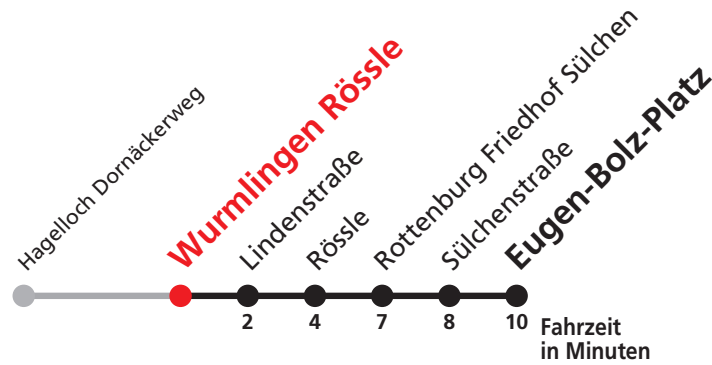 Hagelloch Dornäckerweg
Wurmlingen Rössle
Lindenstraße
Rössle
Rottenburg Friedhof Sülchen
Sülchenstraße
Eugen-Bolz-Platz
2 4 7 8 10
Fahrzeit
in Minuten